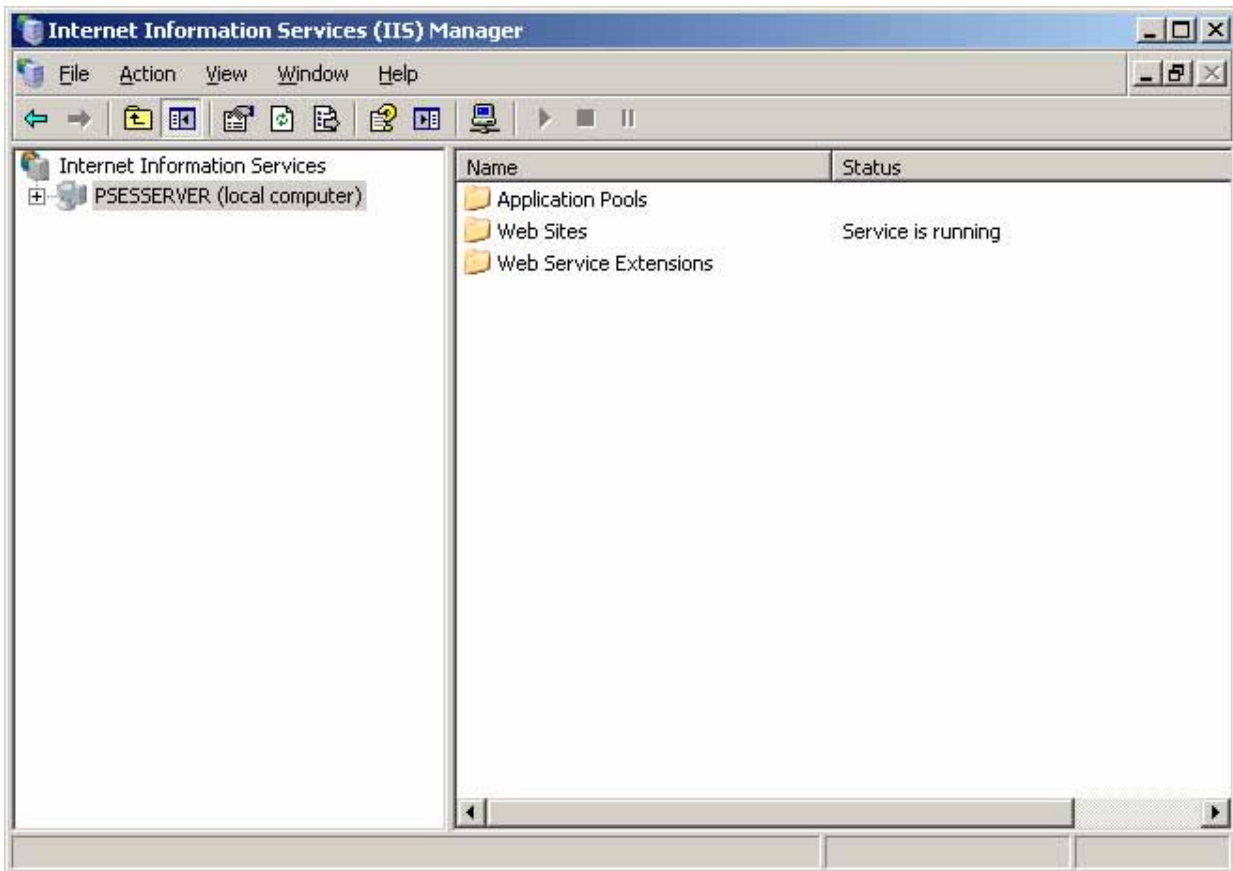 Internet Information Services (IIS) Manager
File Action View Window Help
Internet Information Services
PSESSERVER (local computer)
Name Status
Application Pools
Web Sites Service is running
Web Service Extensions